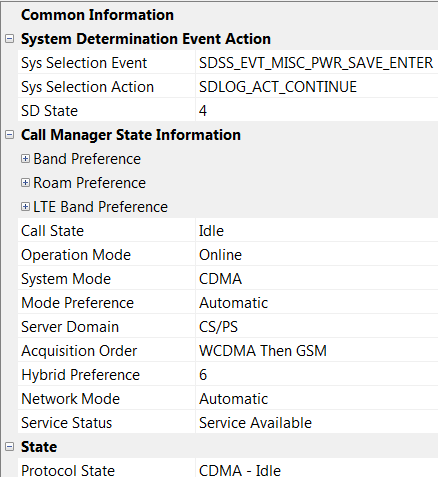 Common Information
System Determination Event Action
Sys Selection Event SDSS_EVT_MISC_PWR_SAVE_ENTER
Sys Selection Action SDLOG_ACT_CONTINUE
SD State 4
Call Manager State Information
Band Preference
Roam Preference
LTE Band Preference
Call State Idle
Operation Mode Online
System Mode CDMA
Mode Preference Automatic
Server Domain CS/PS
Acquisition Order WCDMA Then GSM
Hybrid Preference 6
Network Mode Automatic
Service Status Service Available
State
Protocol State CDMA - Idle